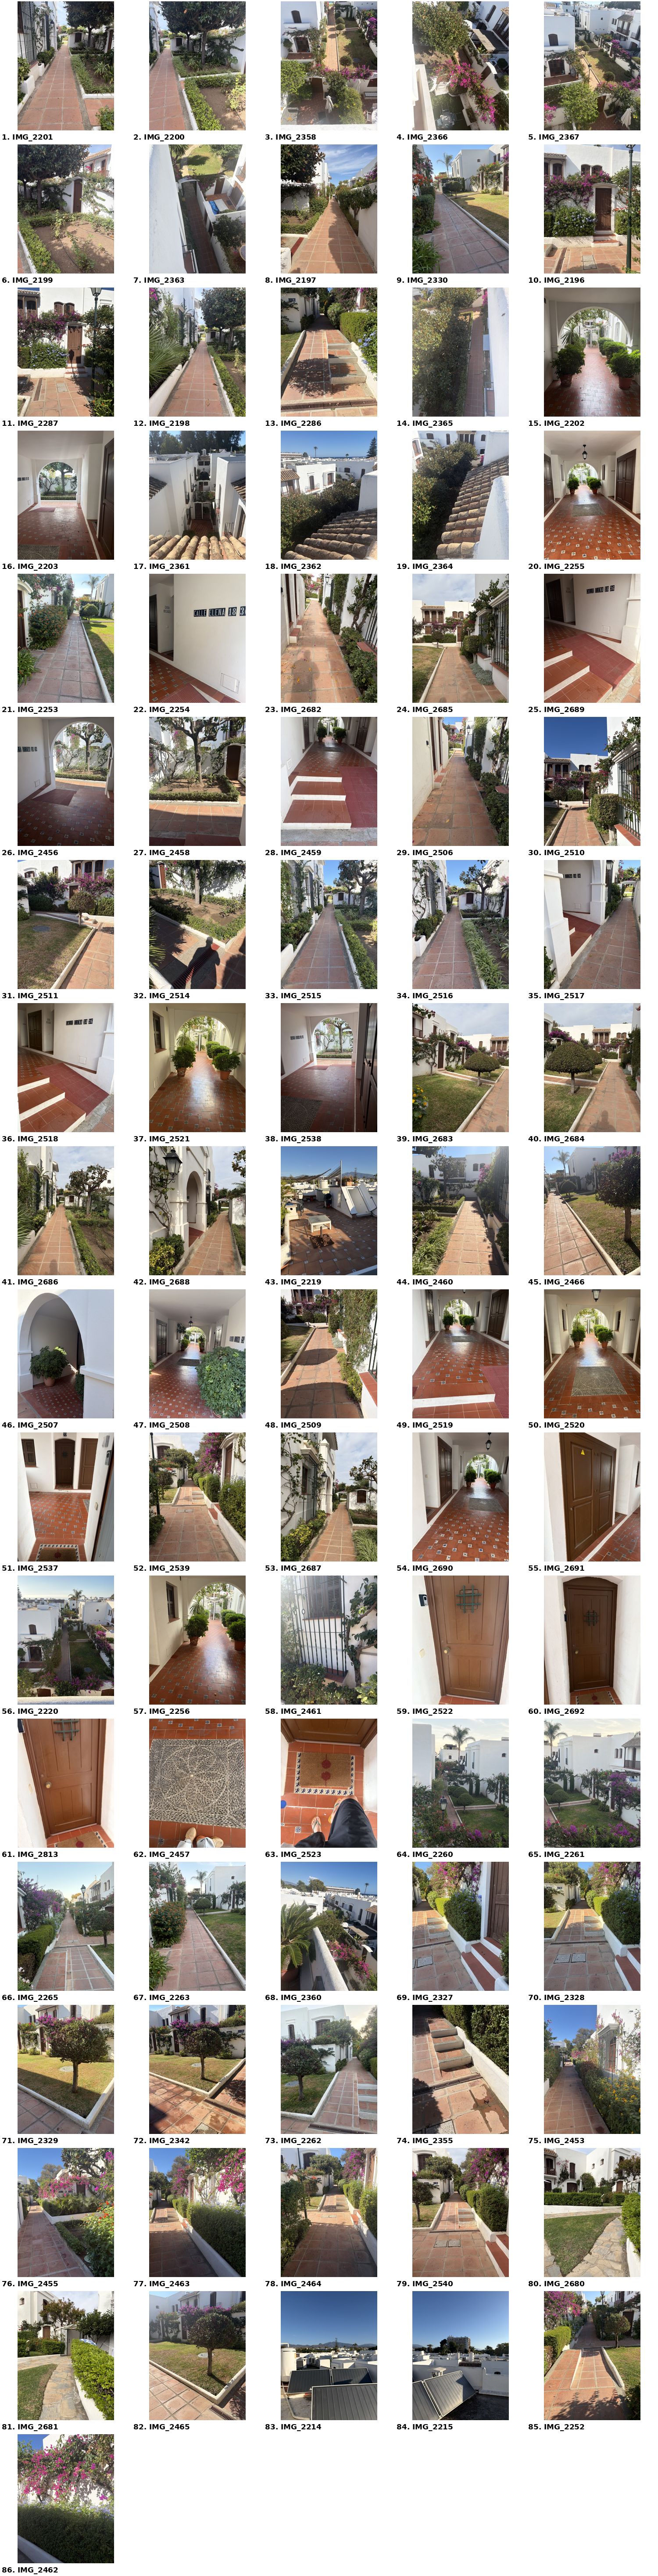 1. IMG_2201 2. IMG_2200 3. IMG_2358 4. IMG_2366 5. IMG_2367
6. IMG_2199 7. IMG_2363 8. IMG_2197 9. IMG_2330 10. IMG_2196
11. IMG_2287 12. IMG_2198 13. IMG_2286 14. IMG_2365 15. IMG_2202
16. IMG_2203 17. IMG_2361 18. IMG_2362 19. IMG_2364 20. IMG_2255
CALLE ELENA
21. IMG_2253 22. IMG_2254 23. IMG_2682 24. IMG_2685 25. IMG_2689
26. IMG_2456 27. IMG_2458 28. IMG_2459 29. IMG_2506 30. IMG_2510
31. IMG_2511 32. IMG_2514 33. IMG_2515 34. IMG_2516 35. IMG_2517
36. IMG_2518 37. IMG_2521 38. IMG_2538 39. IMG_2683 40. IMG_2684
41. IMG_2686 42. IMG_2688 43. IMG_2219 44. IMG_2460 45. IMG_2466
46. IMG_2507 47. IMG_2508 48. IMG_2509 49. IMG_2519 50. IMG_2520
51. IMG_2537 52. IMG_2539 53. IMG_2687 54. IMG_2690 55. IMG_2691
56. IMG_2220 57. IMG_2256 58. IMG_2461 59. IMG_2522 60. IMG_2692
61. IMG_2813 62. IMG_2457 63. IMG_2523 64. IMG_2260 65. IMG_2261
66. IMG_2265 67. IMG_2263 68. IMG_2360 69. IMG_2327 70. IMG_2328
71. IMG_2329 72. IMG_2342 73. IMG_2262 74. IMG_2355 75. IMG_2453
76. IMG_2455 77. IMG_2463 78. IMG_2464 79. IMG_2540 80. IMG_2680
81. IMG_2681 82. IMG_2465 83. IMG_2214 84. IMG_2215 85. IMG_2252
86. IMG_2462